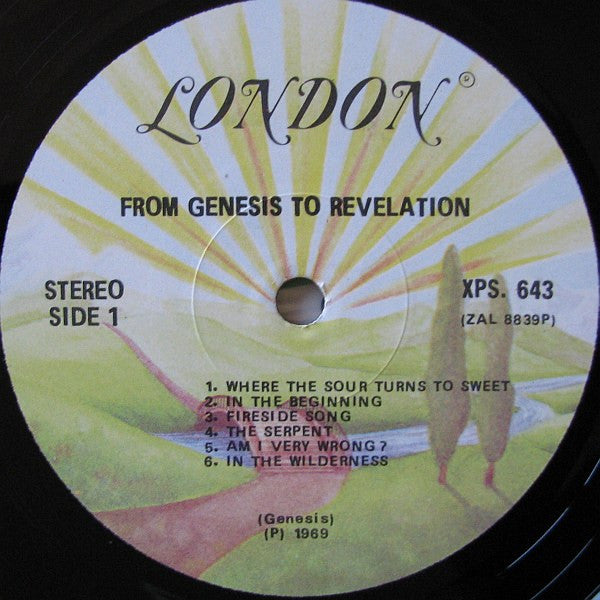 LONDON©
FROM GENESIS TO REVELATION
STEREO
SIDE 1
XPS. 643
(ZAL 8839P)
1. WHERE THE SOUR TURNS TO SWEET
2. IN THE BEGINNING
3. FIRESIDE SONG
4. THE SERPENT
5. AM I VERY WRONG?
6. IN THE WILDERNESS
(Genesis)
(P) 1969